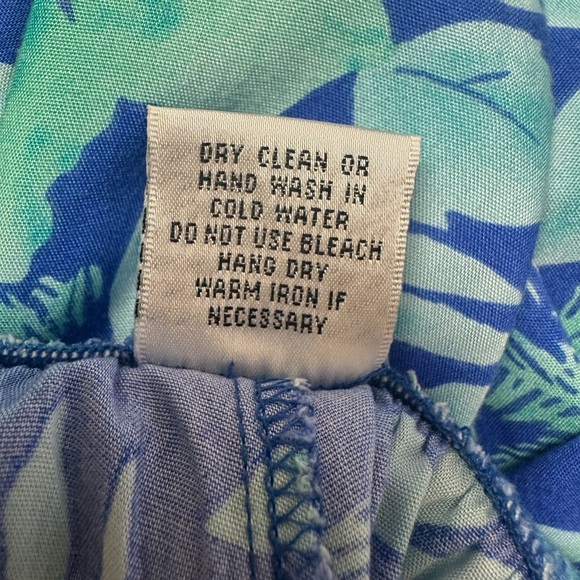 DRY CLEAN OR
HAND WASH IN
COLD WATER
DO NOT USE BLEACH
HANG DRY
WARM IRON IF
NECESSARY